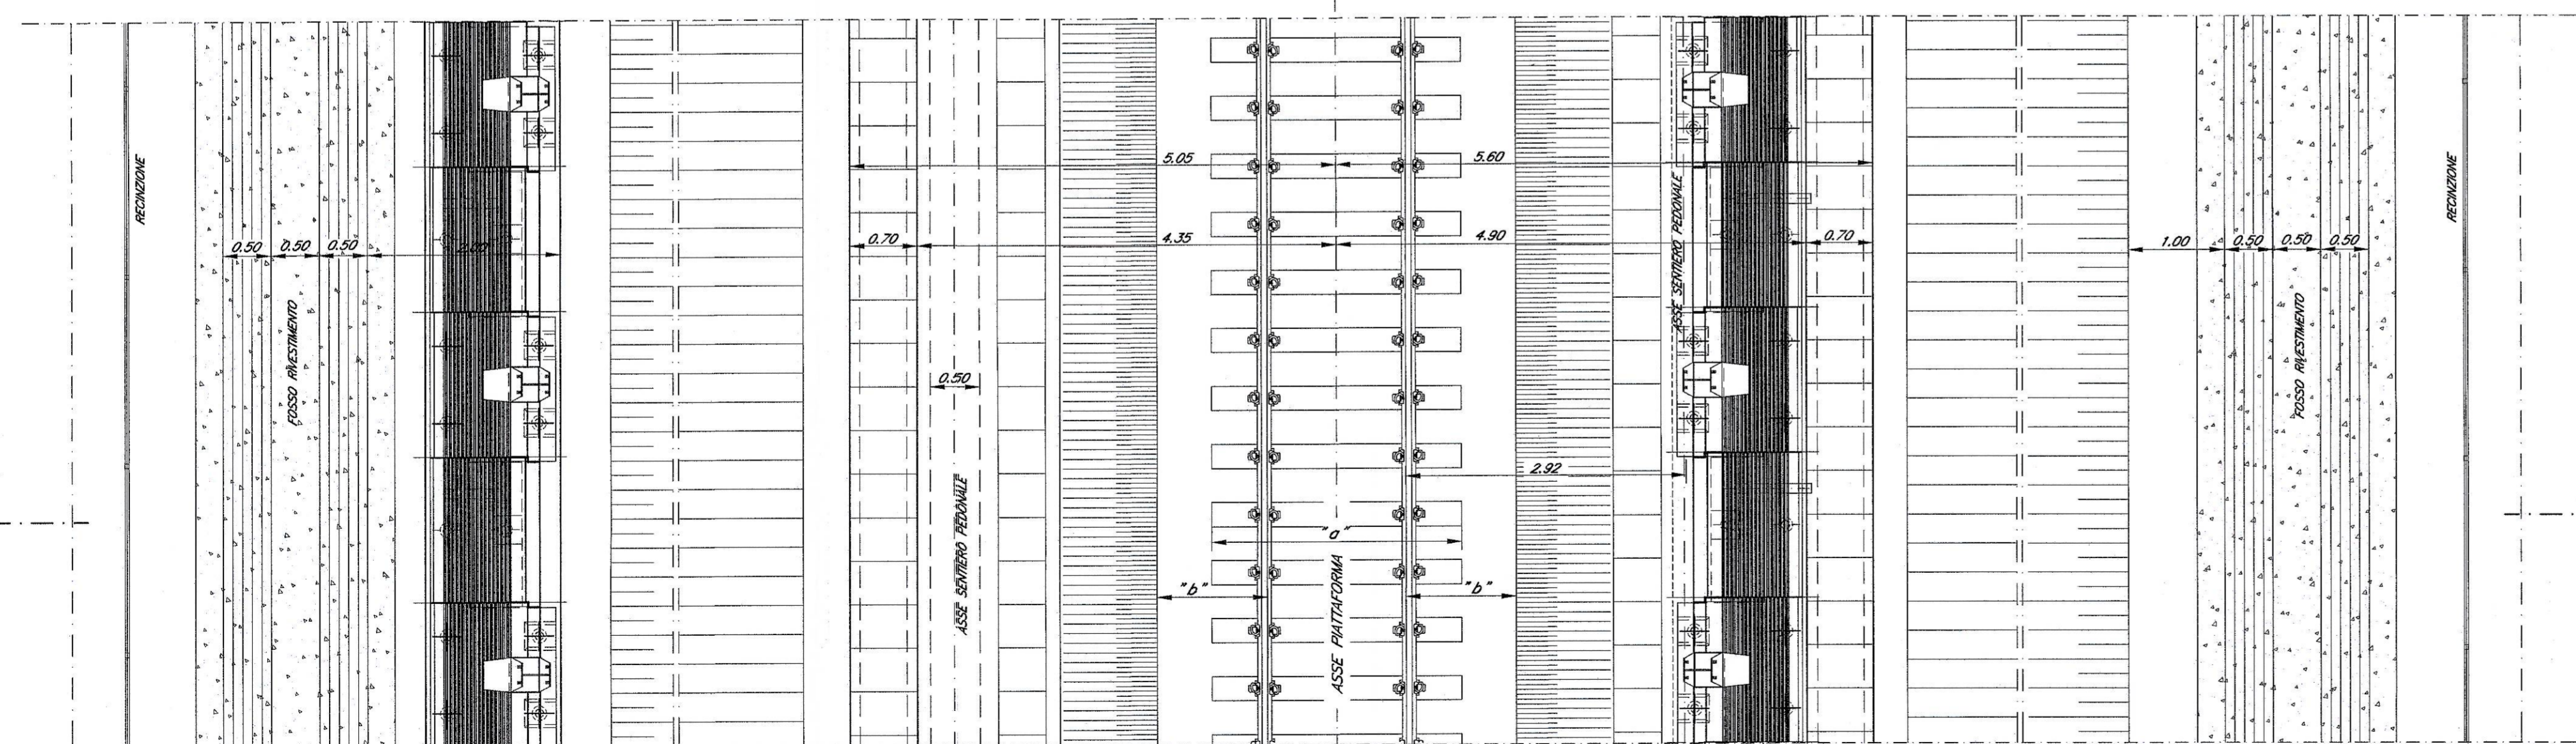 RECINZIONE
0.50
0.50
0.50
2.00
FOSSO RIVESTIMENTO
0.70
5.05
4.35
0.50
ASSE SENTIERO PEDONALE
5.60
4.90
2.92
"a"
"b"
"b"
ASSE PIATTAFORMA
ASSE SENTIERO PEDONALE
0.70
1.00
0.50
0.50
0.50
FOSSO RIVESTIMENTO
RECINZIONE